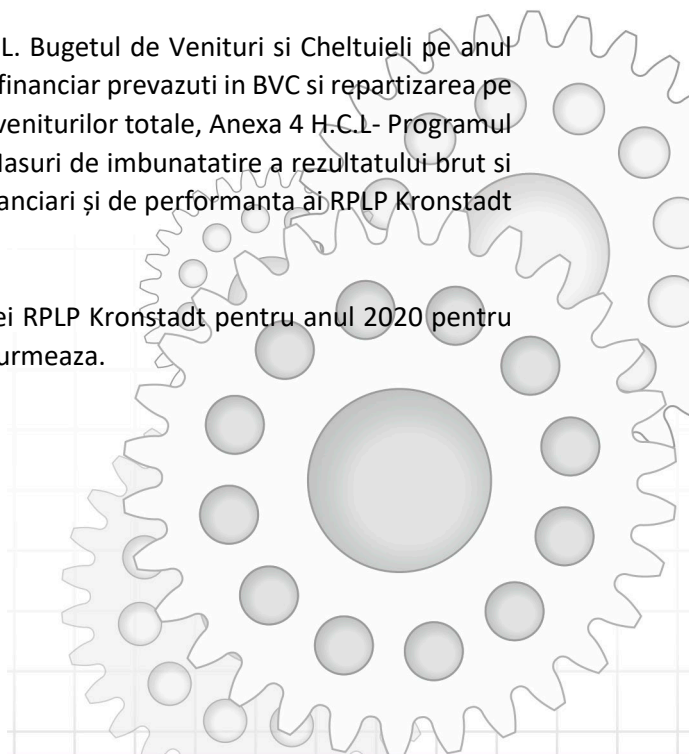 L. Bugetul de Venituri si Cheltuieli pe anul
financiar prevazuti in BVC si repartizarea pe
veniturilor totale, Anexa 4 H.C.L- Programul
asuri de imbunatatire a rezultatului brut si
anciari și de performanta ai RPLP Kronstadt
ei RPLP Kronstadt pentru anul 2020 pentru
urmeaza.